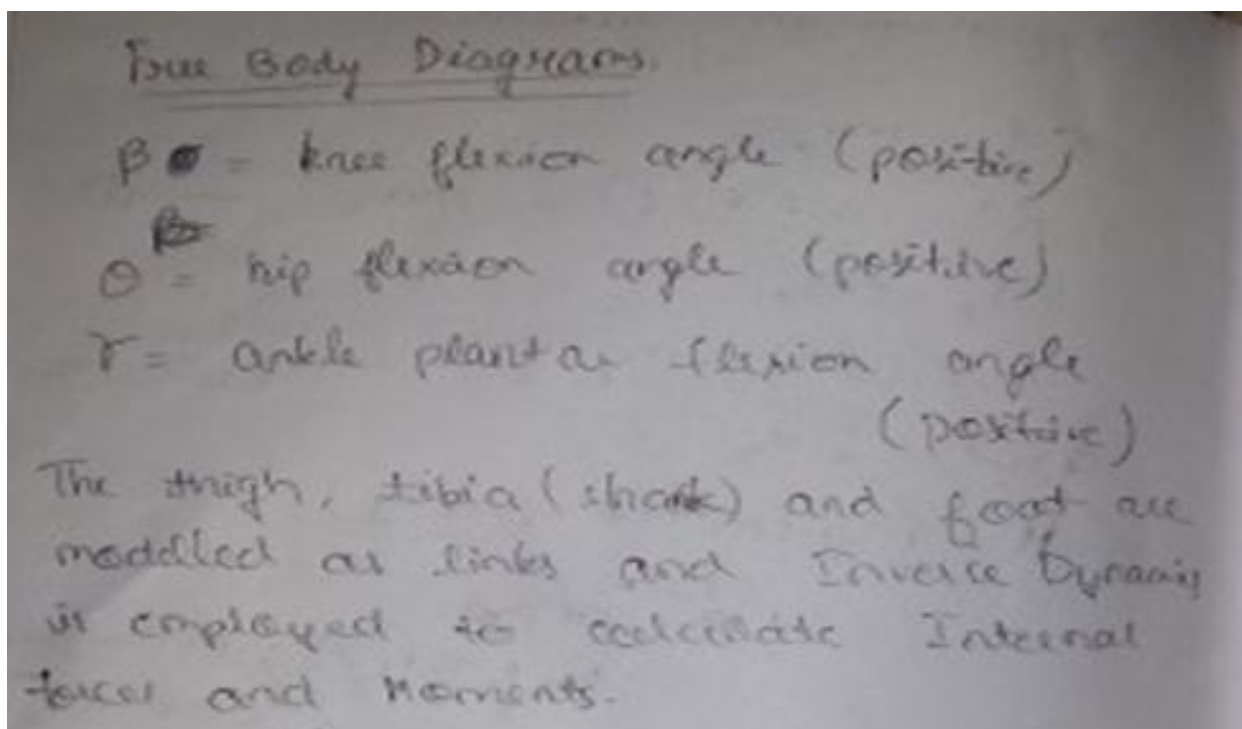 Free Body Diagrams.
β = knee flexion angle (positive)
θ = hip flexion angle (positive)
γ = ankle planta flexion angle
(positive)
The thigh, tibia (shank) and foot are
modelled as links and Inverse Dynamics
is employed to calculate Internal
forces and Moments.